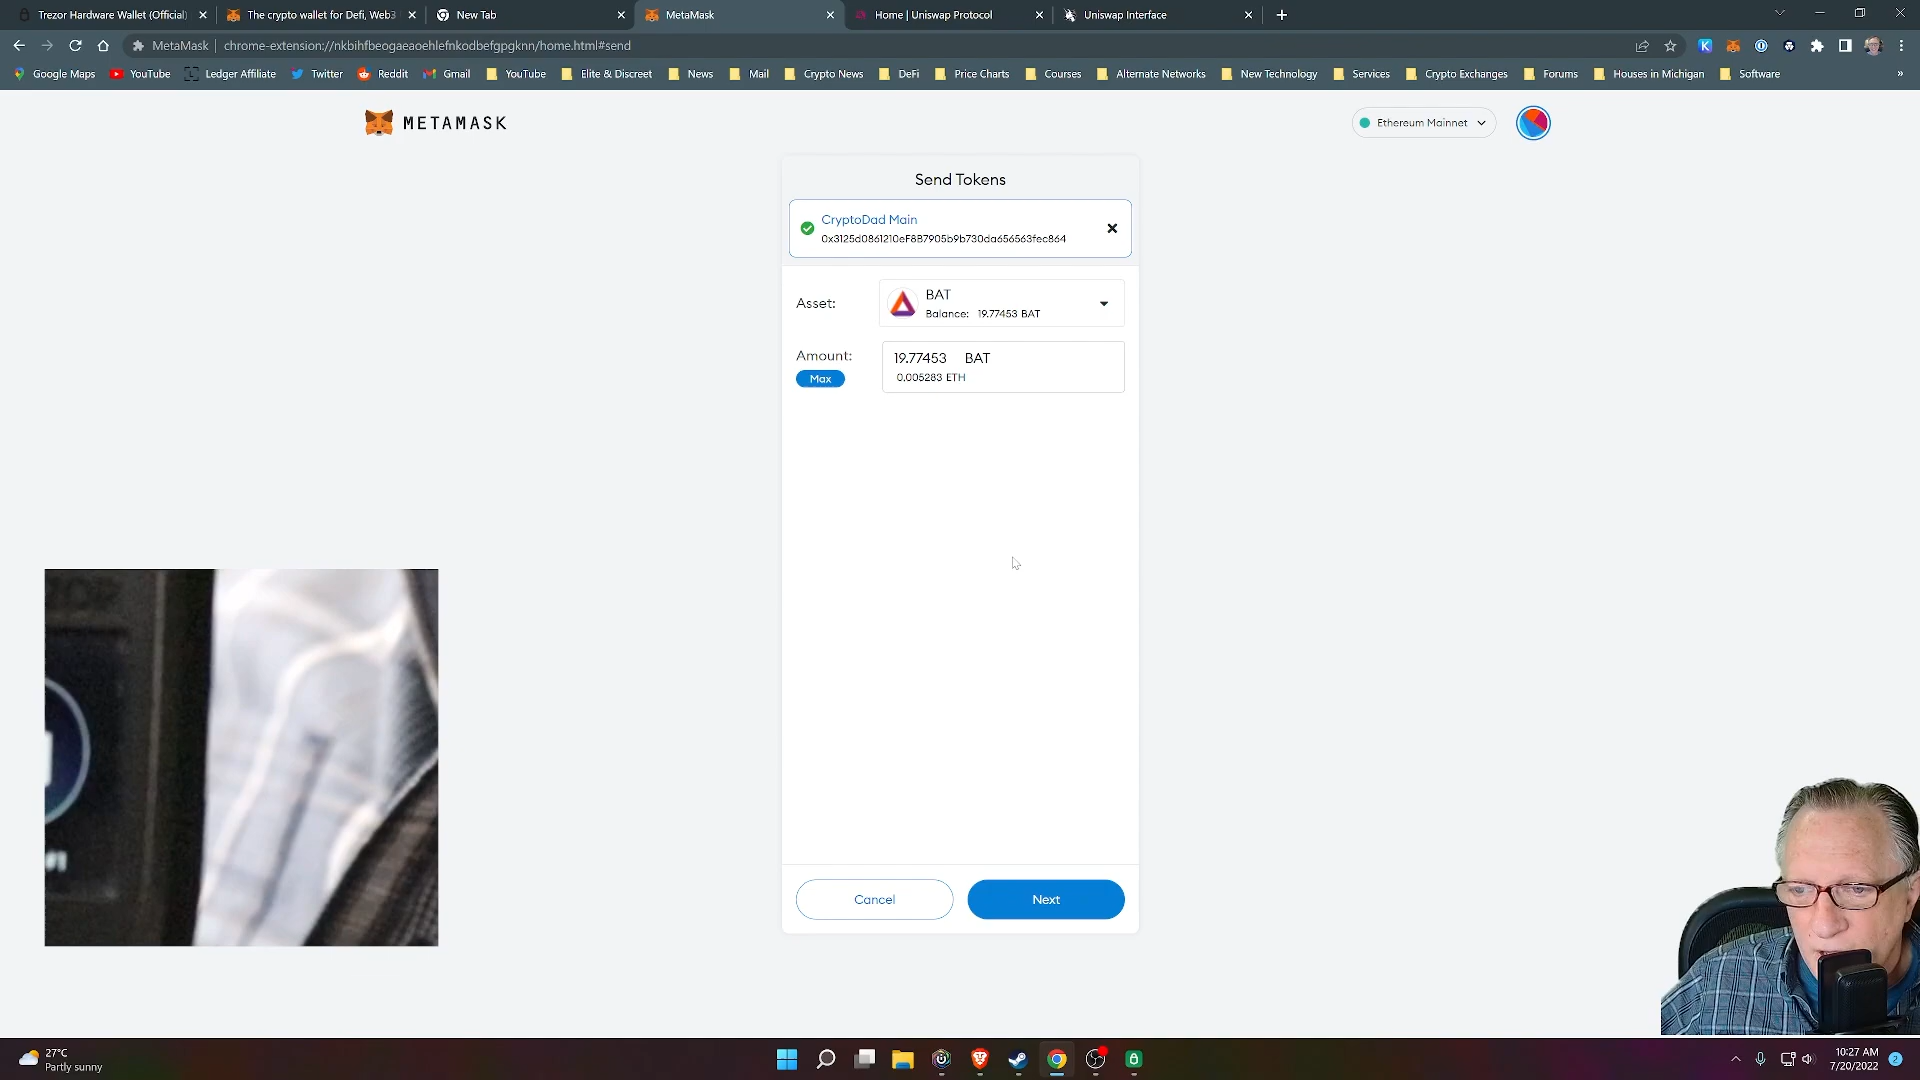 Trezor Hardware Wallet (Official)
The crypto wallet for Defi, Web3
New Tab
MetaMask
Home | Uniswap Protocol
Uniswap Interface
MetaMask
chrome-extension://nkbihfbeogaeaoehlefnkodbefgpgknn/home.html#send
Google Maps
YouTube
Ledger Affiliate
Twitter
Reddit
Gmail
YouTube
Elite & Discreet
News
Mail
Crypto News
DeFi
Price Charts
Courses
Alternate Networks
New Technology
Services
Crypto Exchanges
Forums
Houses in Michigan
Software
»
METAMASK
Ethereum Mainnet
Send Tokens
CryptoDad Main
0x3125d0861210eF8B7905b9b730da656563fec864
Asset:
BAT
Balance: 19.77453 BAT
Amount:
Max
19.77453 BAT
0.005283 ETH
#1
Cancel
Next
27°C
Partly sunny
10:27 AM
7/20/2022
2